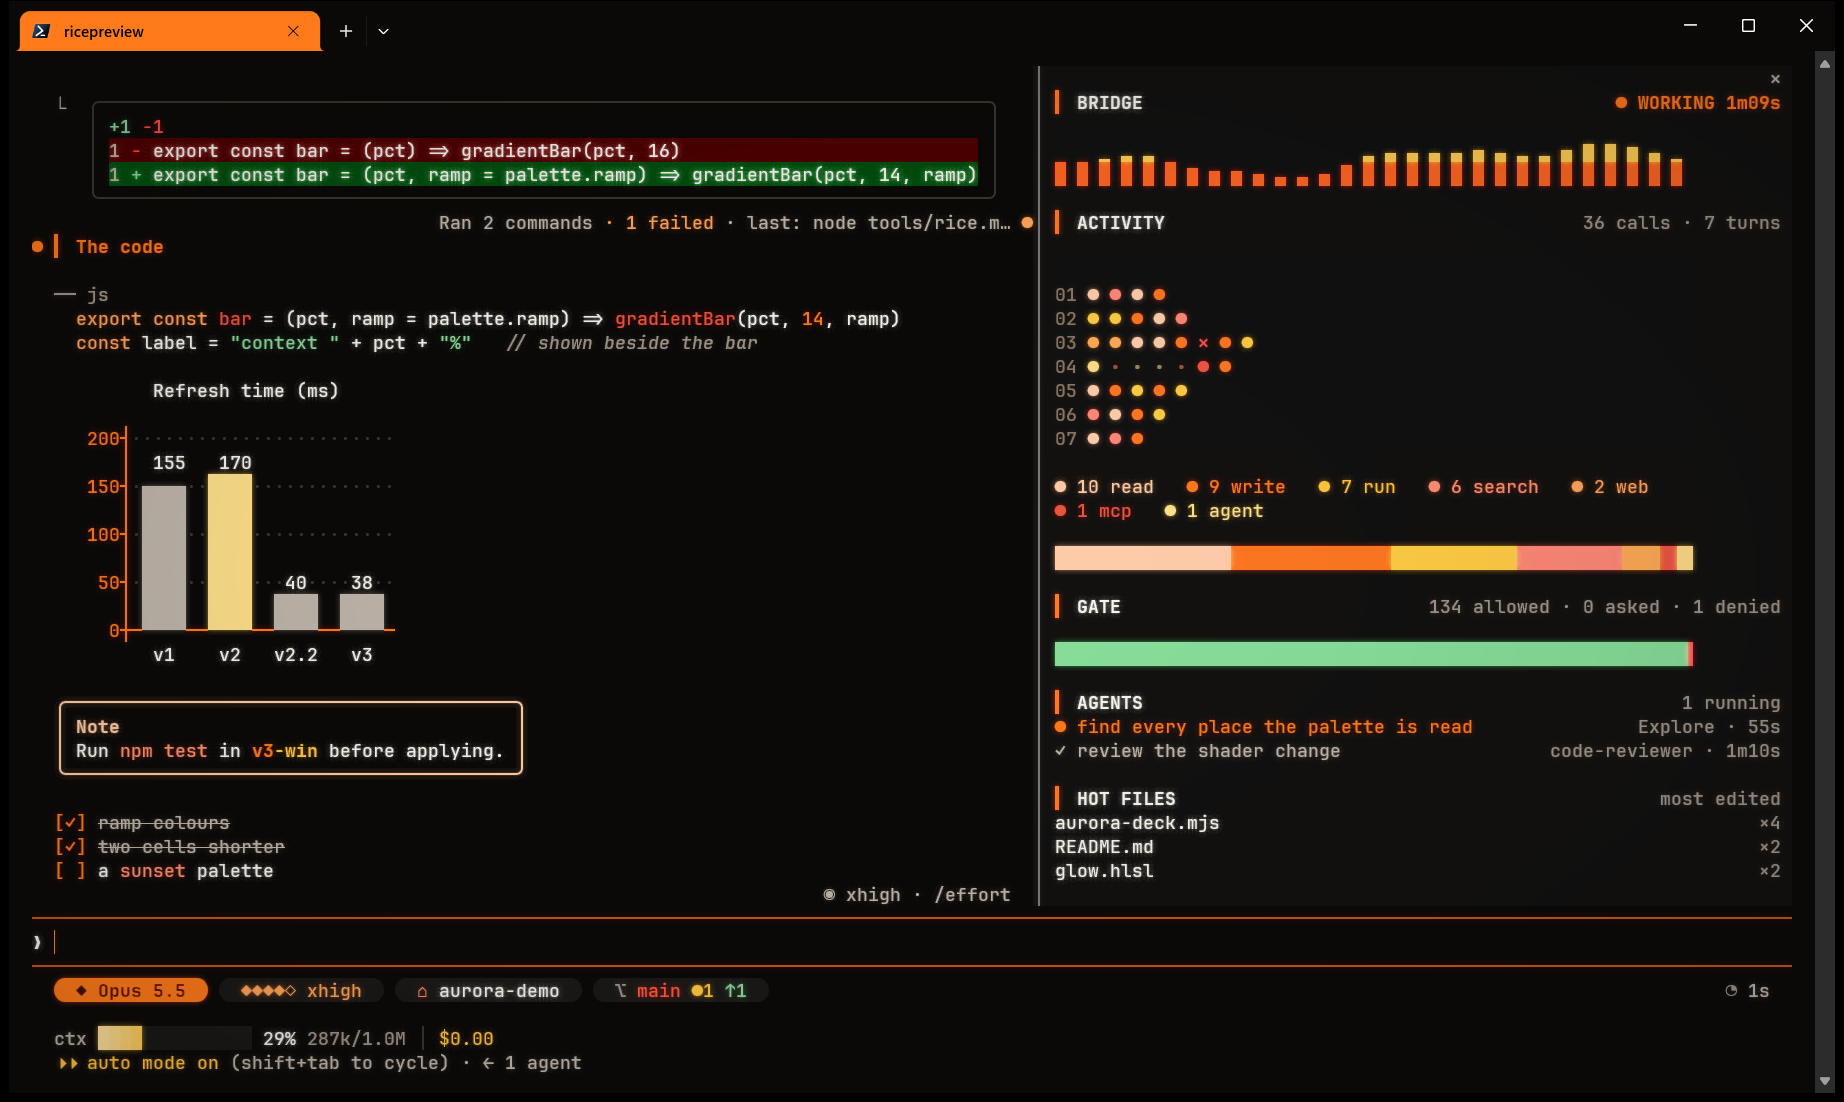 ricepreview
+1 -1
1 - export const bar = (pct) => gradientBar(pct, 16)
1 + export const bar = (pct, ramp = palette.ramp) => gradientBar(pct, 14, ramp)
Ran 2 commands · 1 failed · last: node tools/rice.m…
The code
js
export const bar = (pct, ramp = palette.ramp) => gradientBar(pct, 14, ramp)
const label = "context " + pct + "%" // shown beside the bar
Refresh time (ms)
200
155 170
150
100
50 40 38
0
v1 v2 v2.2 v3
Note
Run npm test in v3-win before applying.
[✓] ramp colours
[✓] two cells shorter
[ ] a sunset palette
◉ xhigh · /effort
×
BRIDGE ● WORKING 1m09s
ACTIVITY 36 calls · 7 turns
01
02
03
04
05
06
07
● 10 read ● 9 write ● 7 run ● 6 search ● 2 web
● 1 mcp ● 1 agent
GATE 134 allowed · 0 asked · 1 denied
AGENTS 1 running
● find every place the palette is read Explore · 55s
✓ review the shader change code-reviewer · 1m10s
HOT FILES most edited
aurora-deck.mjs ×4
README.md ×2
glow.hlsl ×2
❯
◆ Opus 5.5 ◆◆◆◆◇ xhigh ⌂ aurora-demo ⌥ main ●1 ↑1 ◔ 1s
ctx 29% 287k/1.0M │ $0.00
⏵⏵ auto mode on (shift+tab to cycle) · ← 1 agent